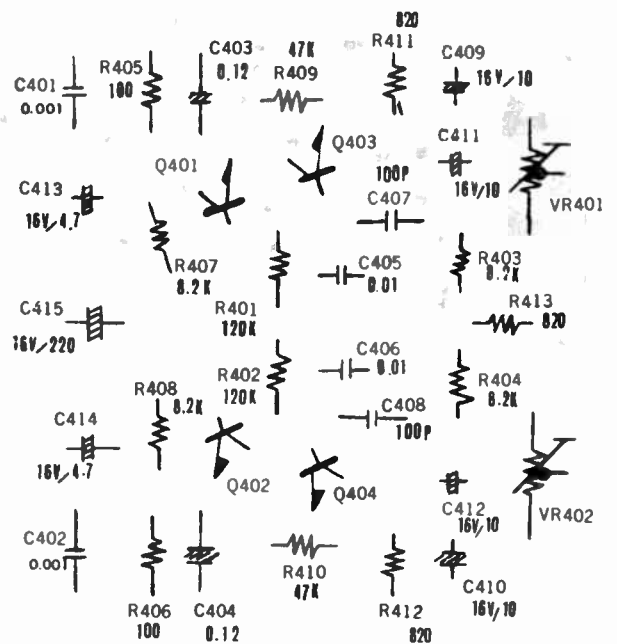 820
C403
47K
R411
C409
R405
0.12
R409
16V/10
C401
100
0.001
Q403
C411
Q401
100P
C413
C407
16V/10
VR401
16V/4.7
R403
R407
C405
8.2K
8.2K
0.01
C415
R401
R413
16V/220
120K
820
C406
R408
R402
0.01
R404
8.2K
120K
8.2K
C414
C408
100P
16V/4.7
Q402
Q404
C412
VR402
16V/10
C402
0.001
R410
C410
R406
C404
47K
R412
16V/10
100
0.12
820